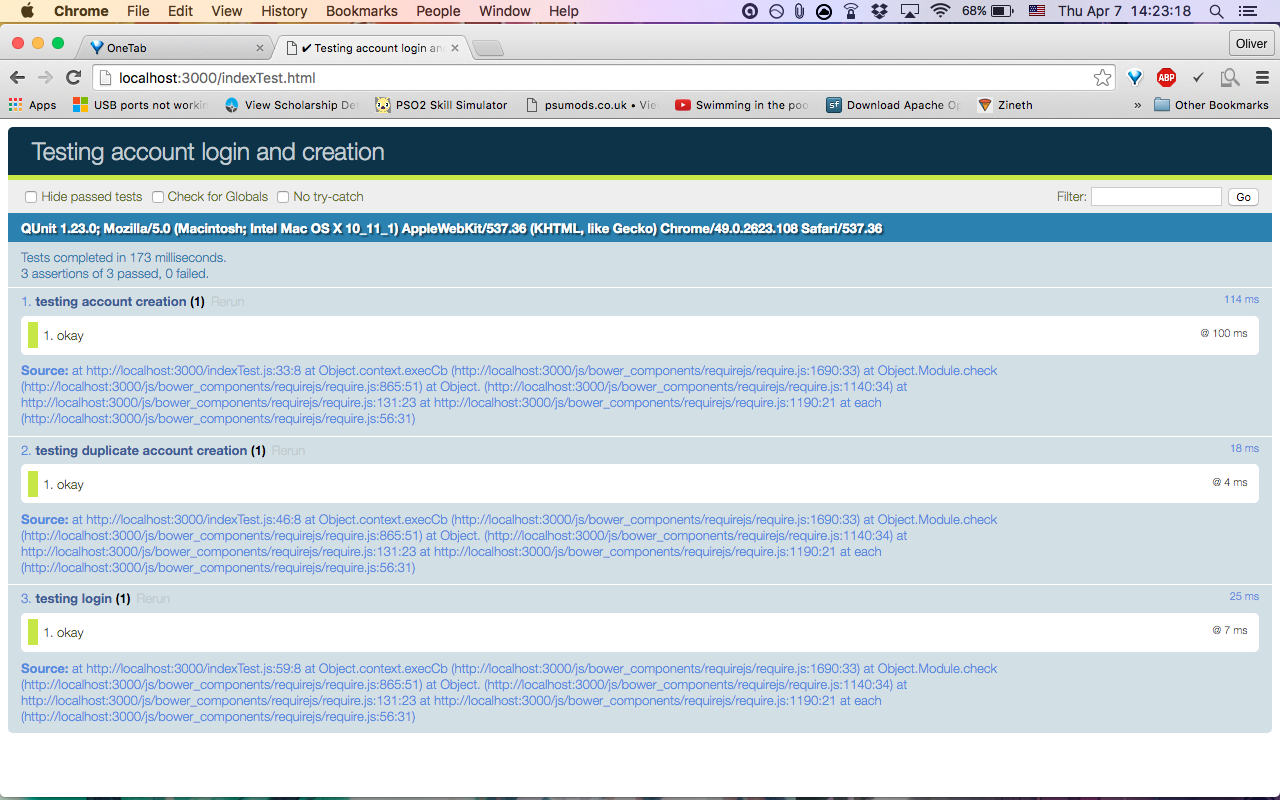 Chrome File Edit View History Bookmarks People Window Help 68% Thu Apr 7 14:23:18
OneTab
✔ Testing account login an
Oliver
localhost:3000/indexTest.html
ABP
Apps USB ports not workin View Scholarship De PSO2 Skill Simulator psumods.co.uk • Vie Swimming in the poo sf Download Apache Op Zineth » Other Bookmarks
Testing account login and creation
Hide passed tests Check for Globals No try-catch Filter: Go
QUnit 1.23.0; Mozilla/5.0 (Macintosh; Intel Mac OS X 10_11_1) AppleWebKit/537.36 (KHTML, like Gecko) Chrome/49.0.2623.108 Safari/537.36
Tests completed in 173 milliseconds.
3 assertions of 3 passed, 0 failed.
1. testing account creation (1) Rerun 114 ms
1. okay @ 100 ms
Source: at http://localhost:3000/indexTest.js:33:8 at Object.context.execCb (http://localhost:3000/js/bower_components/requirejs/require.js:1690:33) at Object.Module.check
(http://localhost:3000/js/bower_components/requirejs/require.js:865:51) at Object. (http://localhost:3000/js/bower_components/requirejs/require.js:1140:34) at
http://localhost:3000/js/bower_components/requirejs/require.js:131:23 at http://localhost:3000/js/bower_components/requirejs/require.js:1190:21 at each
(http://localhost:3000/js/bower_components/requirejs/require.js:56:31)
2. testing duplicate account creation (1) Rerun 18 ms
1. okay @ 4 ms
Source: at http://localhost:3000/indexTest.js:46:8 at Object.context.execCb (http://localhost:3000/js/bower_components/requirejs/require.js:1690:33) at Object.Module.check
(http://localhost:3000/js/bower_components/requirejs/require.js:865:51) at Object. (http://localhost:3000/js/bower_components/requirejs/require.js:1140:34) at
http://localhost:3000/js/bower_components/requirejs/require.js:131:23 at http://localhost:3000/js/bower_components/requirejs/require.js:1190:21 at each
(http://localhost:3000/js/bower_components/requirejs/require.js:56:31)
3. testing login (1) Rerun 25 ms
1. okay @ 7 ms
Source: at http://localhost:3000/indexTest.js:59:8 at Object.context.execCb (http://localhost:3000/js/bower_components/requirejs/require.js:1690:33) at Object.Module.check
(http://localhost:3000/js/bower_components/requirejs/require.js:865:51) at Object. (http://localhost:3000/js/bower_components/requirejs/require.js:1140:34) at
http://localhost:3000/js/bower_components/requirejs/require.js:131:23 at http://localhost:3000/js/bower_components/requirejs/require.js:1190:21 at each
(http://localhost:3000/js/bower_components/requirejs/require.js:56:31)